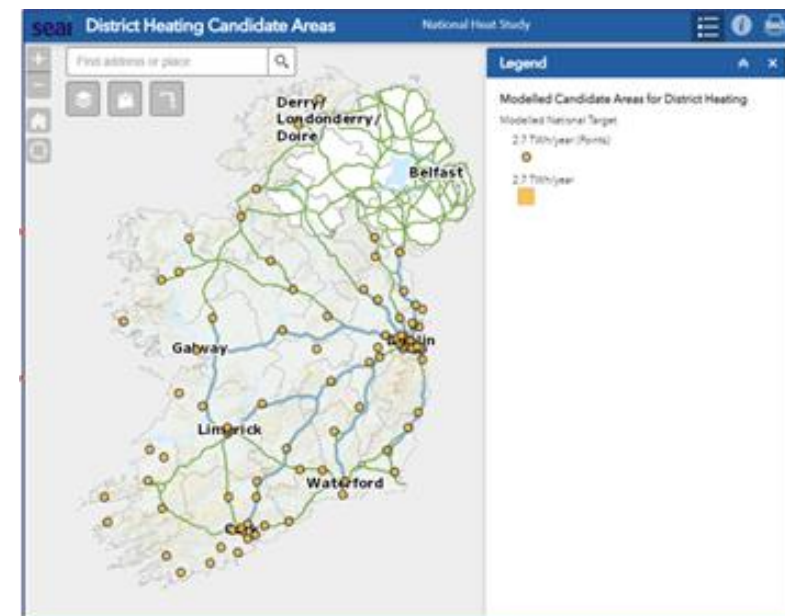 seai District Heating Candidate Areas
National Heat Study
Find address or place
Legend
Modelled Candidate Areas for District Heating
Modelled National Target
2.7 TWh/year (Points)
2.7 TWh/year
Derry/
Londonderry/
Doire
Belfast
Galway
Dublin
Limerick
Waterford
Cork